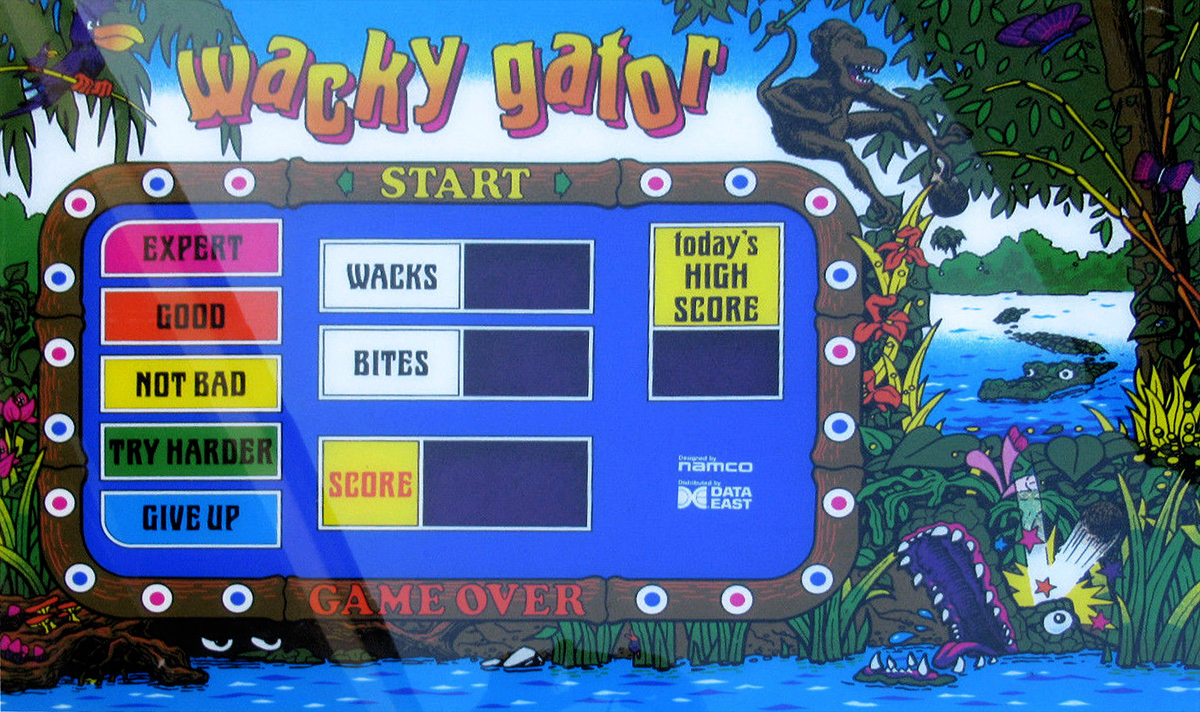 wacky gator
START
EXPERT
GOOD
NOT BAD
TRY HARDER
GIVE UP
WACKS
BITES
SCORE
today's
HIGH
SCORE
Designed by
namco
Distributed by
DATA
EAST
GAME OVER